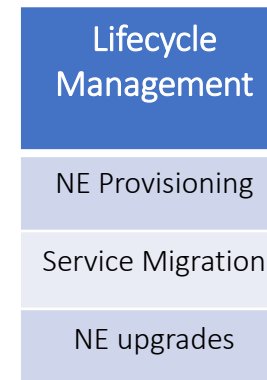 Lifecycle
Management
NE Provisioning
Service Migration
NE upgrades